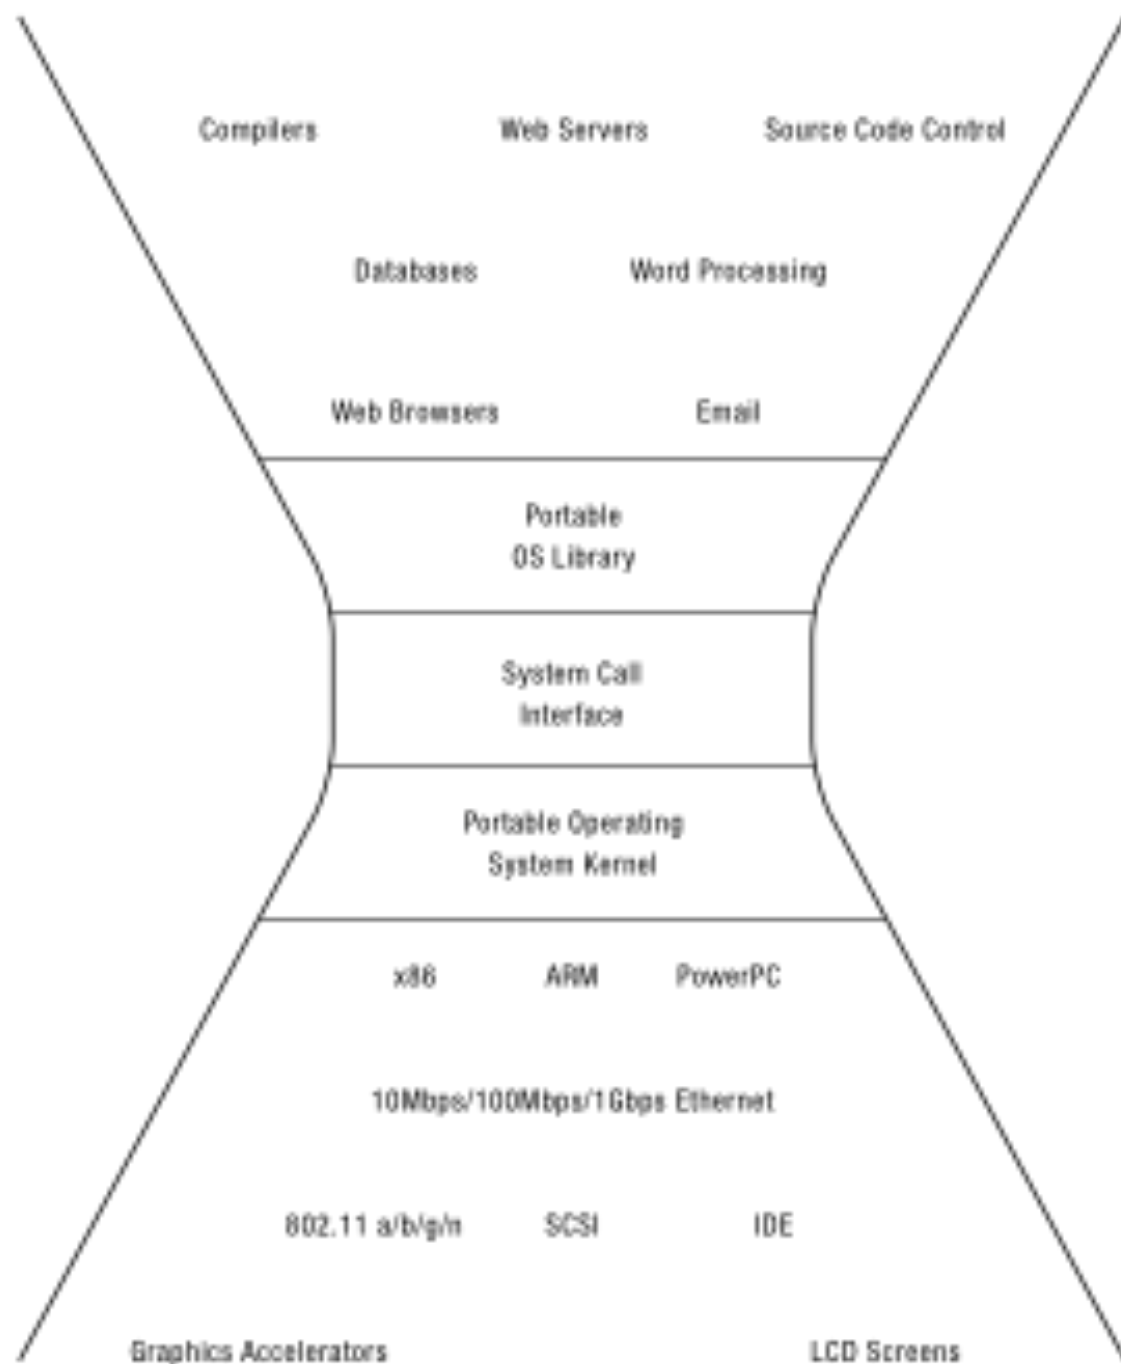 Compilers Web Servers Source Code Control
Databases Word Processing
Web Browsers Email
Portable
OS Library
System Call
Interface
Portable Operating
System Kernel
x86 ARM PowerPC
10Mbps/100Mbps/1Gbps Ethernet
802.11 a/b/g/n SCSI IDE
Graphics Accelerators LCD Screens